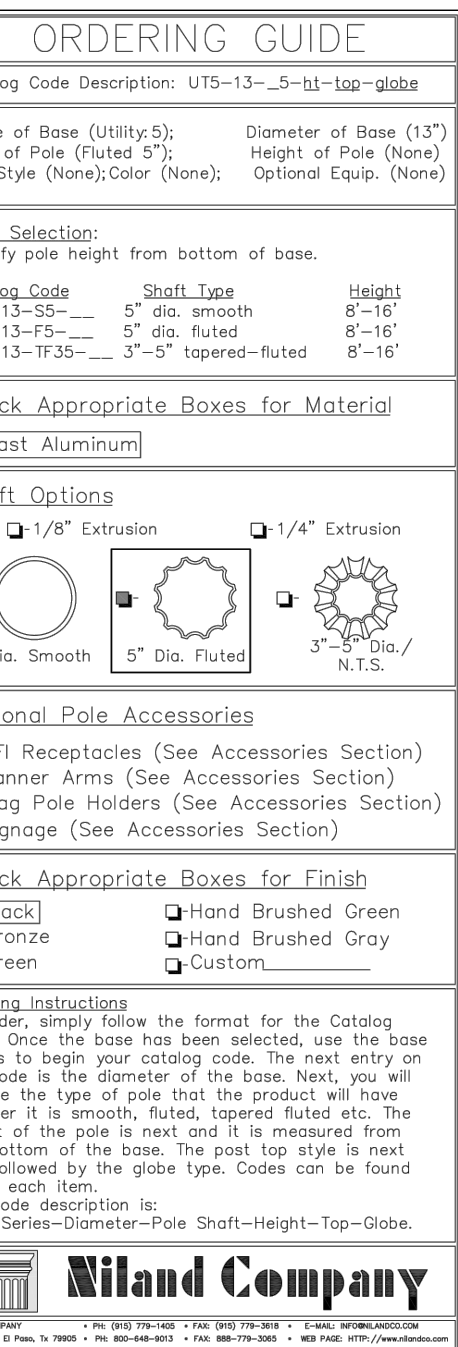 ORDERING GUIDE
og Code Description: UT5-13-_5-ht-top-globe
e of Base (Utility: 5); Diameter of Base (13")
of Pole (Fluted 5"); Height of Pole (None)
Style (None); Color (None); Optional Equip. (None)
Selection:
fy pole height from bottom of base.
og Code Shaft Type Height
13-S5-__ 5" dia. smooth 8'-16'
13-F5-__ 5" dia. fluted 8'-16'
13-TF35-__ 3"-5" tapered-fluted 8'-16'
ck Appropriate Boxes for Material
ast Aluminum
ft Options
-1/8" Extrusion -1/4" Extrusion
ia. Smooth 5" Dia. Fluted 3"-5" Dia./
N.T.S.
onal Pole Accessories
FI Receptacles (See Accessories Section)
anner Arms (See Accessories Section)
ag Pole Holders (See Accessories Section)
gnage (See Accessories Section)
ck Appropriate Boxes for Finish
ack -Hand Brushed Green
ronze -Hand Brushed Gray
reen -Custom__________
ng Instructions
der, simply follow the format for the Catalog
Once the base has been selected, use the base
s to begin your catalog code. The next entry on
ode is the diameter of the base. Next, you will
e the type of pole that the product will have
er it is smooth, fluted, tapered fluted etc. The
t of the pole is next and it is measured from
ottom of the base. The post top style is next
ollowed by the globe type. Codes can be found
each item.
ode description is:
Series-Diameter-Pole Shaft-Height-Top-Globe.
Niland Company
PANY • PH: (915) 779-1405 • FAX: (915) 779-3618 • E-MAIL: INFO@NILANDCO.COM
El Paso, Tx 79905 • PH: 800-648-9013 • FAX: 888-779-3065 • WEB PAGE: HTTP://www.nilandco.com